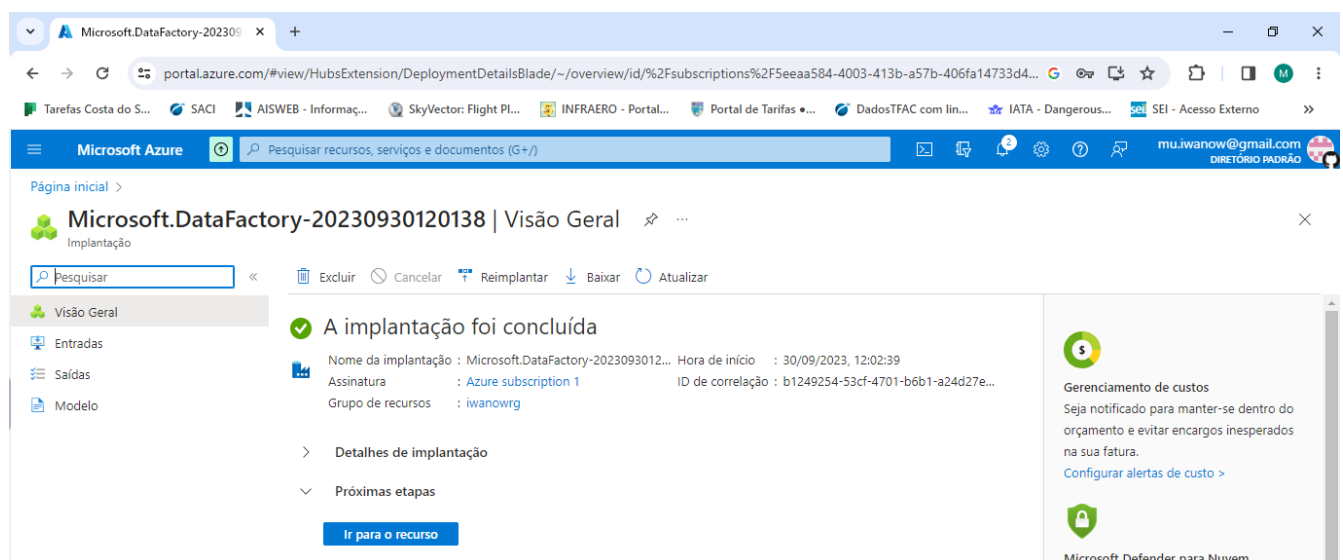 Microsoft.DataFactory-202309
portal.azure.com/#view/HubsExtension/DeploymentDetailsBlade/~/overview/id/%2Fsubscriptions%2F5eeaa584-4003-413b-a57b-406fa14733d4...
Tarefas Costa do S... SACI AISWEB - Informaç... SkyVector: Flight Pl... INFRAERO - Portal... Portal de Tarifas •... DadosTFAC com lin... IATA - Dangerous... SEI - Acesso Externo »
Microsoft Azure Pesquisar recursos, serviços e documentos (G+/) 2 mu.iwanow@gmail.com
DIRETÓRIO PADRÃO
Página inicial >
Microsoft.DataFactory-20230930120138 | Visão Geral ...
Implantação
Pesquisar « Excluir Cancelar Reimplantar Baixar Atualizar
Visão Geral
Entradas
Saídas
Modelo
A implantação foi concluída
Nome da implantação : Microsoft.DataFactory-2023093012... Hora de início : 30/09/2023, 12:02:39
Assinatura : Azure subscription 1 ID de correlação : b1249254-53cf-4701-b6b1-a24d27e...
Grupo de recursos : iwanowrg
Detalhes de implantação
Próximas etapas
Ir para o recurso
Gerenciamento de custos
Seja notificado para manter-se dentro do
orçamento e evitar encargos inesperados
na sua fatura.
Configurar alertas de custo >
Microsoft Defender para Nuvem